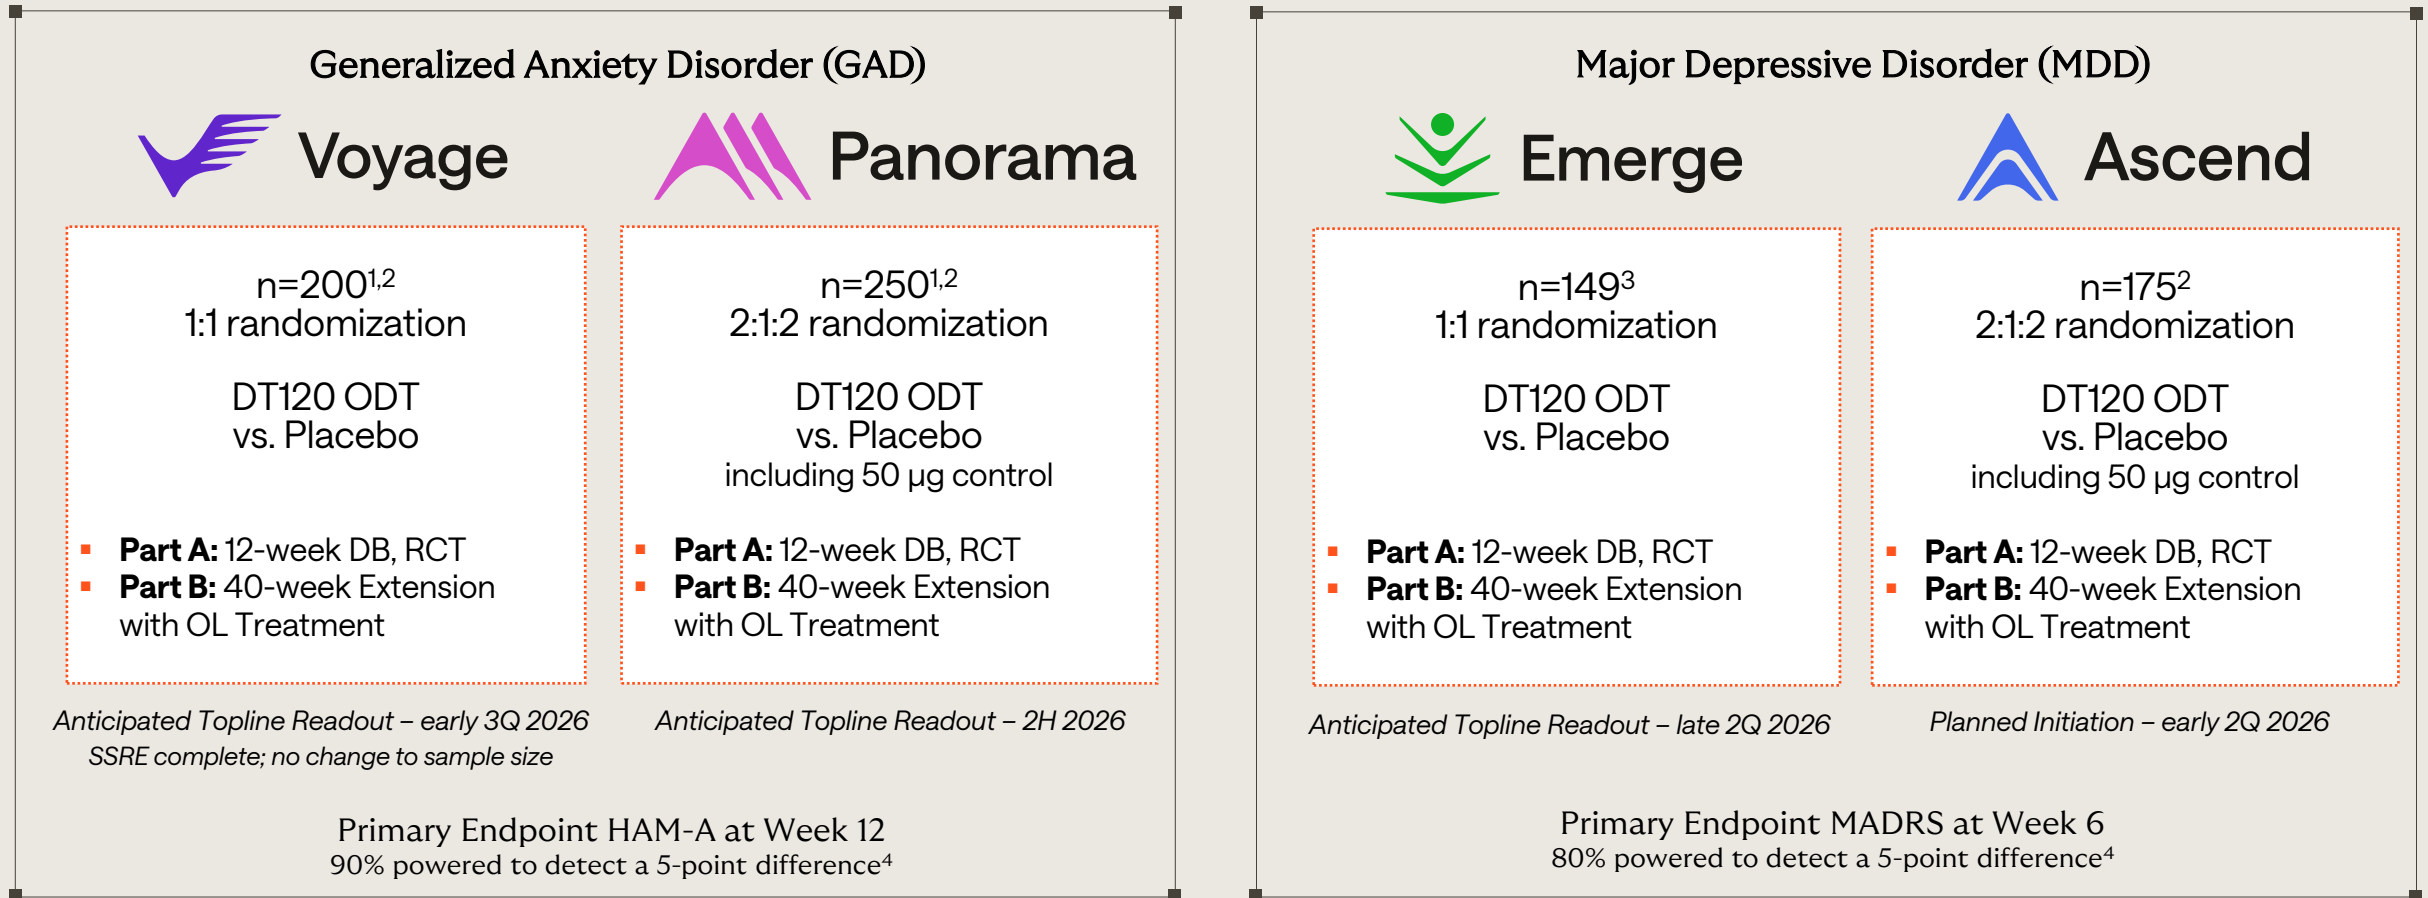 Generalized Anxiety Disorder (GAD)
Voyage
n=200¹,²
1:1 randomization
DT120 ODT
vs. Placebo
▪ Part A: 12-week DB, RCT
▪ Part B: 40-week Extension
with OL Treatment
Anticipated Topline Readout – early 3Q 2026
SSRE complete; no change to sample size
Panorama
n=250¹,²
2:1:2 randomization
DT120 ODT
vs. Placebo
including 50 µg control
▪ Part A: 12-week DB, RCT
▪ Part B: 40-week Extension
with OL Treatment
Anticipated Topline Readout – 2H 2026
Primary Endpoint HAM-A at Week 12
90% powered to detect a 5-point difference⁴
Major Depressive Disorder (MDD)
Emerge
n=149³
1:1 randomization
DT120 ODT
vs. Placebo
▪ Part A: 12-week DB, RCT
▪ Part B: 40-week Extension
with OL Treatment
Anticipated Topline Readout – late 2Q 2026
Ascend
n=175²
2:1:2 randomization
DT120 ODT
vs. Placebo
including 50 µg control
▪ Part A: 12-week DB, RCT
▪ Part B: 40-week Extension
with OL Treatment
Planned Initiation – early 2Q 2026
Primary Endpoint MADRS at Week 6
80% powered to detect a 5-point difference⁴